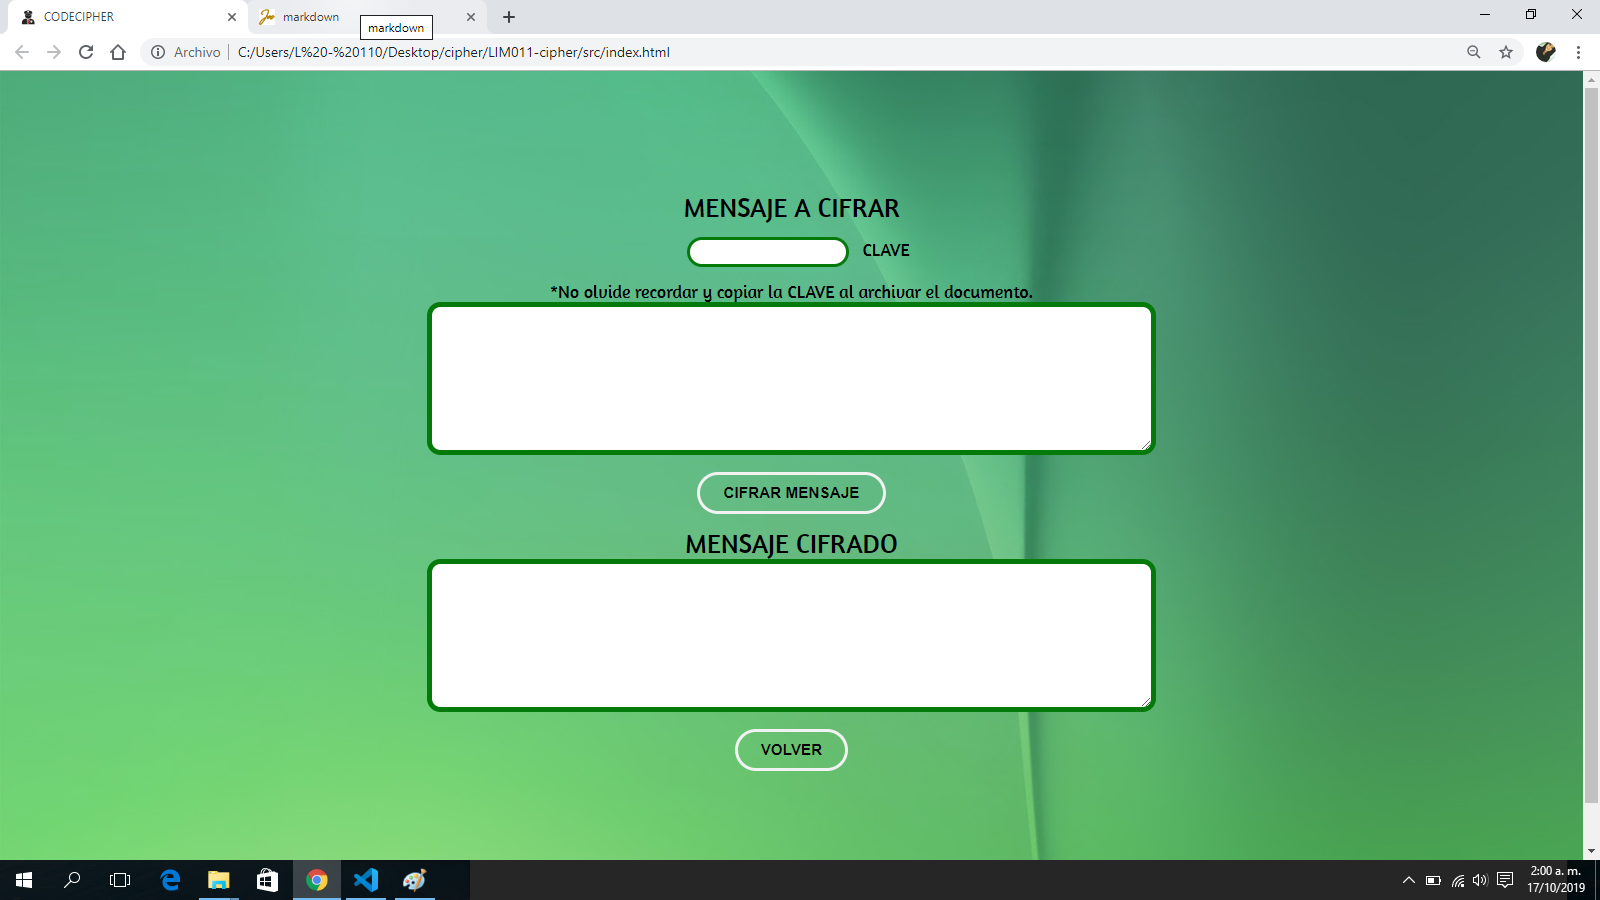 CODECIPHER
markdown
markdown
Archivo
C:/Users/L%20-%20110/Desktop/cipher/LIM011-cipher/src/index.html
MENSAJE A CIFRAR
CLAVE
*No olvide recordar y copiar la CLAVE al archivar el documento.
CIFRAR MENSAJE
MENSAJE CIFRADO
VOLVER
2:00 a. m.
17/10/2019